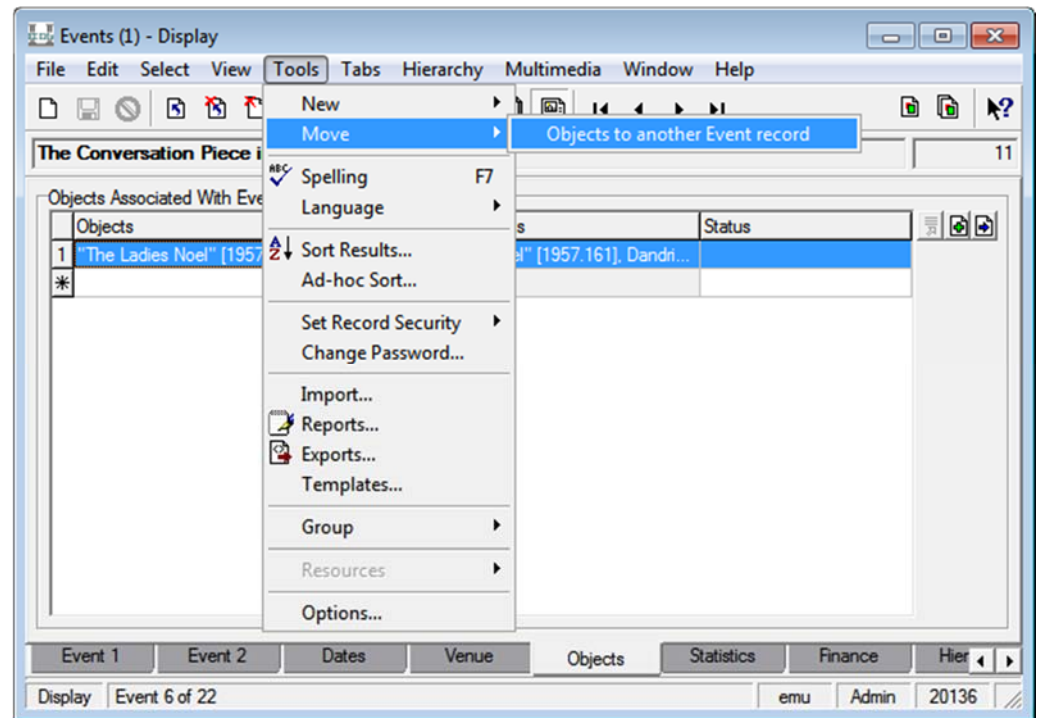 Events (1) - Display
File Edit Select View Tools Tabs Hierarchy Multimedia Window Help
New
Move
Objects to another Event record
The Conversation Piece i
11
ABC Spelling F7
Language
Objects Associated With Eve
Objects s Status
1 "The Ladies Noel" [1957 el" [1957.161], Dandri...
Sort Results...
Ad-hoc Sort...
Set Record Security
Change Password...
Import...
Reports...
Exports...
Templates...
Group
Resources
Options...
Event 1 Event 2 Dates Venue Objects Statistics Finance Hier
Display Event 6 of 22 emu Admin 20136